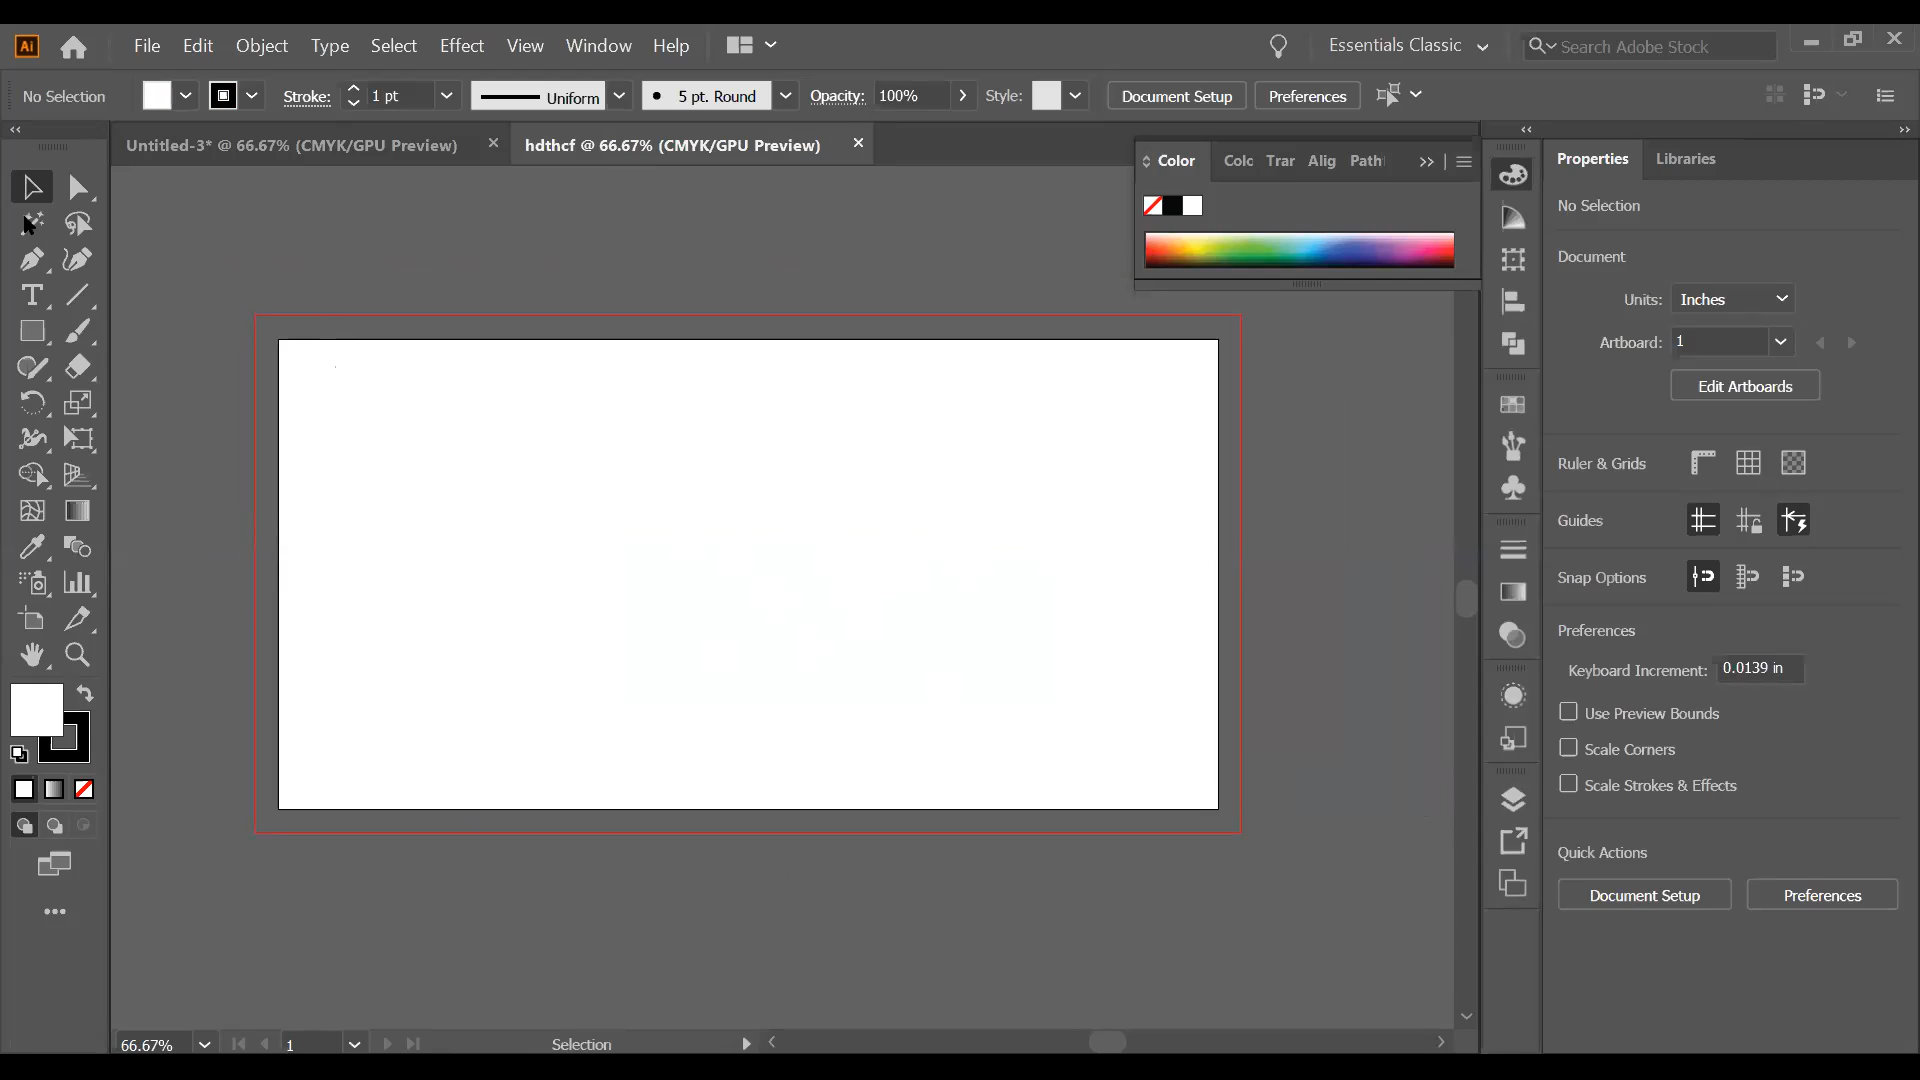 Ai File Edit Object Type Select Effect View Window Help Essentials Classic Search Adobe Stock
No Selection Stroke: 1 pt Uniform 5 pt. Round Opacity: 100% Style: Document Setup Preferences
Untitled-3* @ 66.67% (CMYK/GPU Preview) hdthcf @ 66.67% (CMYK/GPU Preview)
Color Colc Trar Alig Path
Properties Libraries
No Selection
Document
Units: Inches
Artboard: 1
Edit Artboards
Ruler & Grids
Guides
Snap Options
Preferences
Keyboard Increment: 0.0139 in
Use Preview Bounds
Scale Corners
Scale Strokes & Effects
Quick Actions
Document Setup Preferences
66.67% 1 Selection